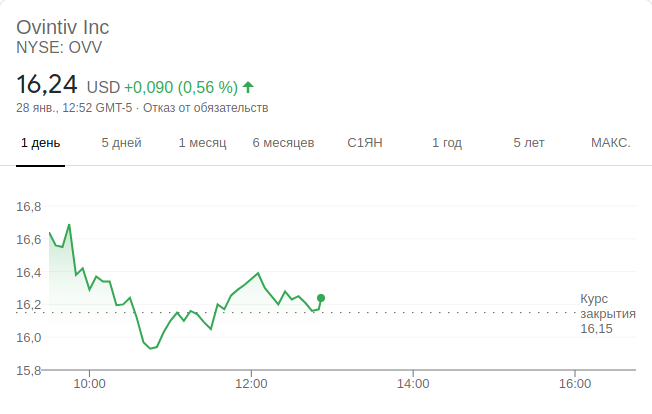 Ovintiv Inc
NYSE: OVV
16,24 USD +0,090 (0,56 %)
28 янв., 12:52 GMT-5 · Отказ от обязательств
1 день 5 дней 1 месяц 6 месяцев С1ЯН 1 год 5 лет МАКС.
16,8
16,6
16,4
16,2
16,0
15,8
Курс
закрытия
16,15
10:00 12:00 14:00 16:00